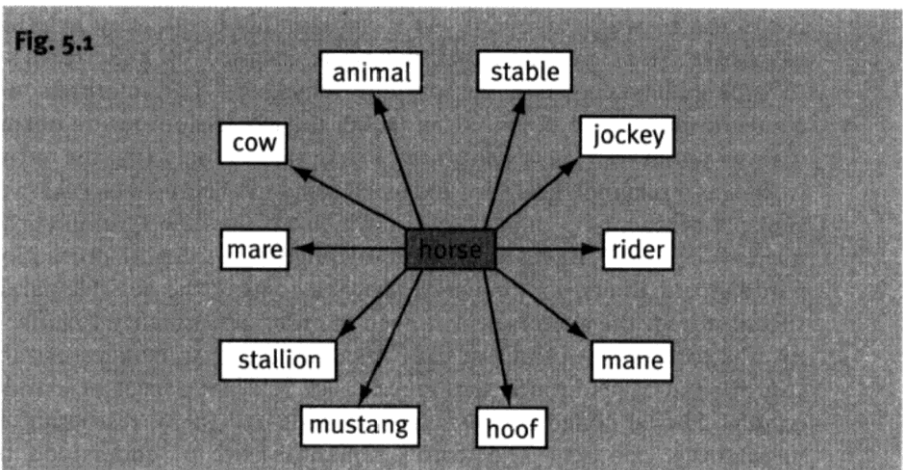 Fig. 5.1
animal
stable
cow
jockey
mare
horse
rider
stallion
mane
mustang
hoof